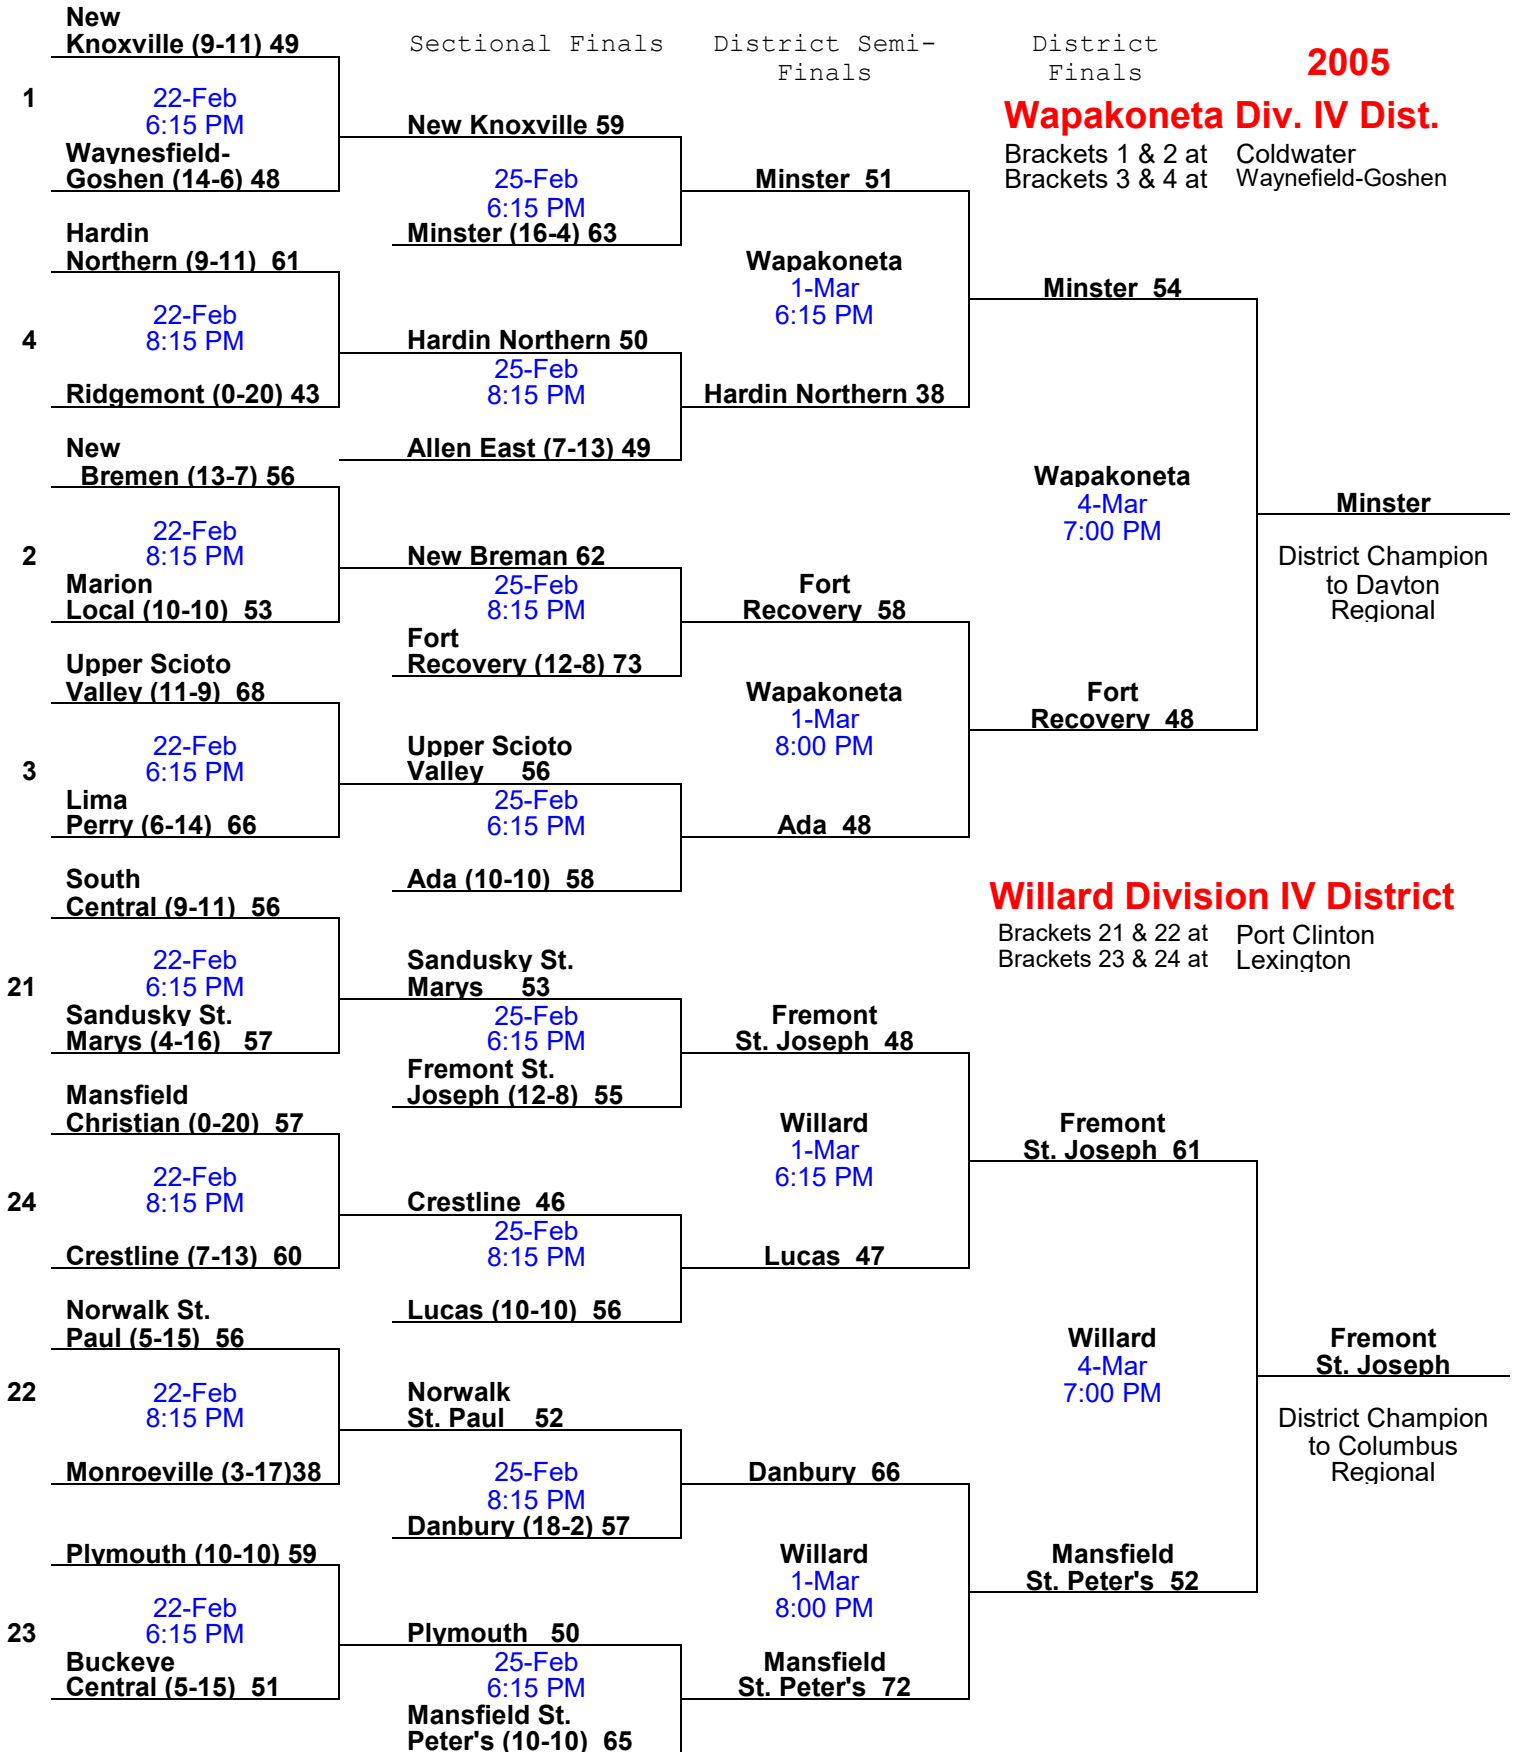 New
Knoxville (9-11) 49
Sectional Finals
District Semi-
Finals
District
Finals
2005
Wapakoneta Div. IV Dist.
Brackets 1 & 2 at Coldwater
Brackets 3 & 4 at Waynefield-Goshen
1
22-Feb
6:15 PM
Waynesfield-
Goshen (14-6) 48
New Knoxville 59
25-Feb
6:15 PM
Minster (16-4) 63
Minster 51
Hardin
Northern (9-11) 61
4
22-Feb
8:15 PM
Ridgemont (0-20) 43
Hardin Northern 50
25-Feb
8:15 PM
Allen East (7-13) 49
Wapakoneta
1-Mar
6:15 PM
Hardin Northern 38
Minster 54
New
Bremen (13-7) 56
2
22-Feb
8:15 PM
Marion
Local (10-10) 53
New Breman 62
25-Feb
8:15 PM
Fort
Recovery (12-8) 73
Fort
Recovery 58
Wapakoneta
4-Mar
7:00 PM
Minster
District Champion
to Dayton
Regional
Upper Scioto
Valley (11-9) 68
3
22-Feb
6:15 PM
Lima
Perry (6-14) 66
Upper Scioto
Valley 56
25-Feb
6:15 PM
Ada (10-10) 58
Wapakoneta
1-Mar
8:00 PM
Ada 48
Fort
Recovery 48
Willard Division IV District
Brackets 21 & 22 at Port Clinton
Brackets 23 & 24 at Lexington
South
Central (9-11) 56
21
22-Feb
6:15 PM
Sandusky St.
Marys (4-16) 57
Sandusky St.
Marys 53
25-Feb
6:15 PM
Fremont St.
Joseph (12-8) 55
Fremont
St. Joseph 48
Mansfield
Christian (0-20) 57
24
22-Feb
8:15 PM
Crestline (7-13) 60
Crestline 46
25-Feb
8:15 PM
Lucas (10-10) 56
Willard
1-Mar
6:15 PM
Lucas 47
Fremont
St. Joseph 61
Norwalk St.
Paul (5-15) 56
22
22-Feb
8:15 PM
Monroeville (3-17)38
Norwalk
St. Paul 52
25-Feb
8:15 PM
Danbury (18-2) 57
Danbury 66
Willard
4-Mar
7:00 PM
Fremont
St. Joseph
District Champion
to Columbus
Regional
Plymouth (10-10) 59
23
22-Feb
6:15 PM
Buckeye
Central (5-15) 51
Plymouth 50
25-Feb
6:15 PM
Mansfield St.
Peter's (10-10) 65
Willard
1-Mar
8:00 PM
Mansfield
St. Peter's 72
Mansfield
St. Peter's 52